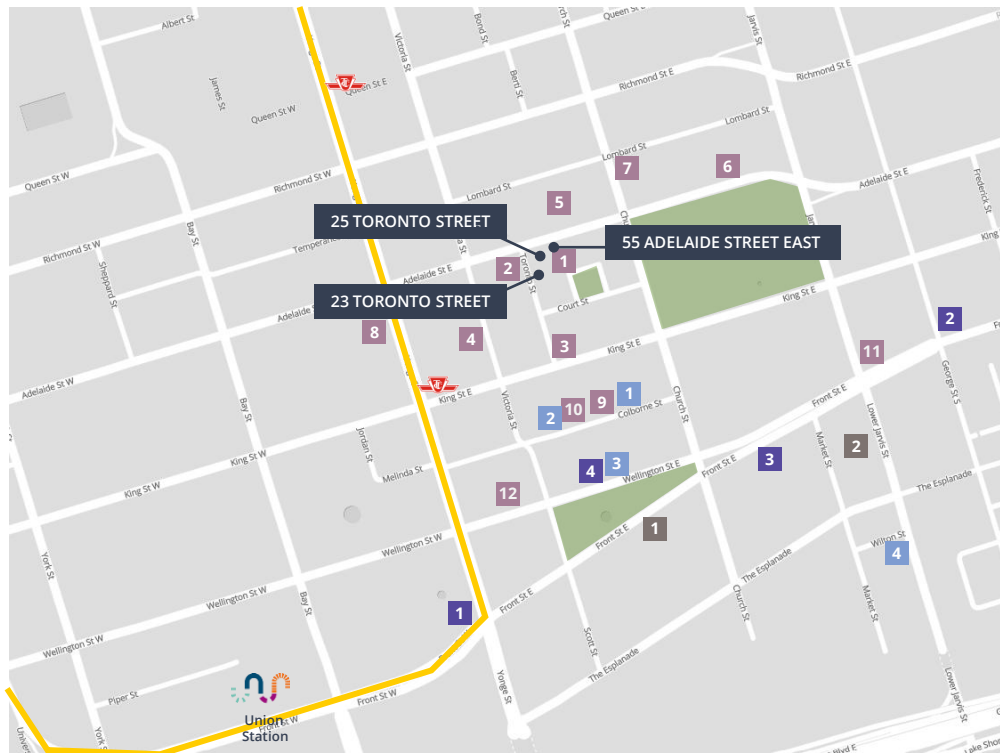 Albert St
Bond St
Victoria St
Church St
Jarvis St
James St
Berti St
Richmond St E
Richmond St E
Queen St E
Queen St W
Lombard St
Lombard St
Lombard St
Queen St W
Richmond St W
6
7
5
Adelaide St E
Frederick St
25 TORONTO STREET
55 ADELAIDE STREET EAST
Bay St
Richmond St W
Sheppard St
Adelaide St E
Toronto St
2
1
23 TORONTO STREET
Court St
King St E
Adelaide St W
8
4
3
King St E
2
11
King St E
George St S
Adelaide St W
Bay St
Victoria St
2
10
9
1
Colborne St
Church St
Front St E
Lower Jarvis St
Jordan St
King St W
Melinda St
4
3
Wellington St E
Front St E
3
Market St
2
King St W
12
The Esplanade
1
Front St E
Wellington St W
York St
Wilton St
4
The Esplanade
Wellington St W
Bay St
1
Front St E
Church St
Market St
Wellington St W
Scott St
The Esplanade
Piper St
Front St W
Yonge St
Lower Jarvis St
York St
Union
Station
Front St W